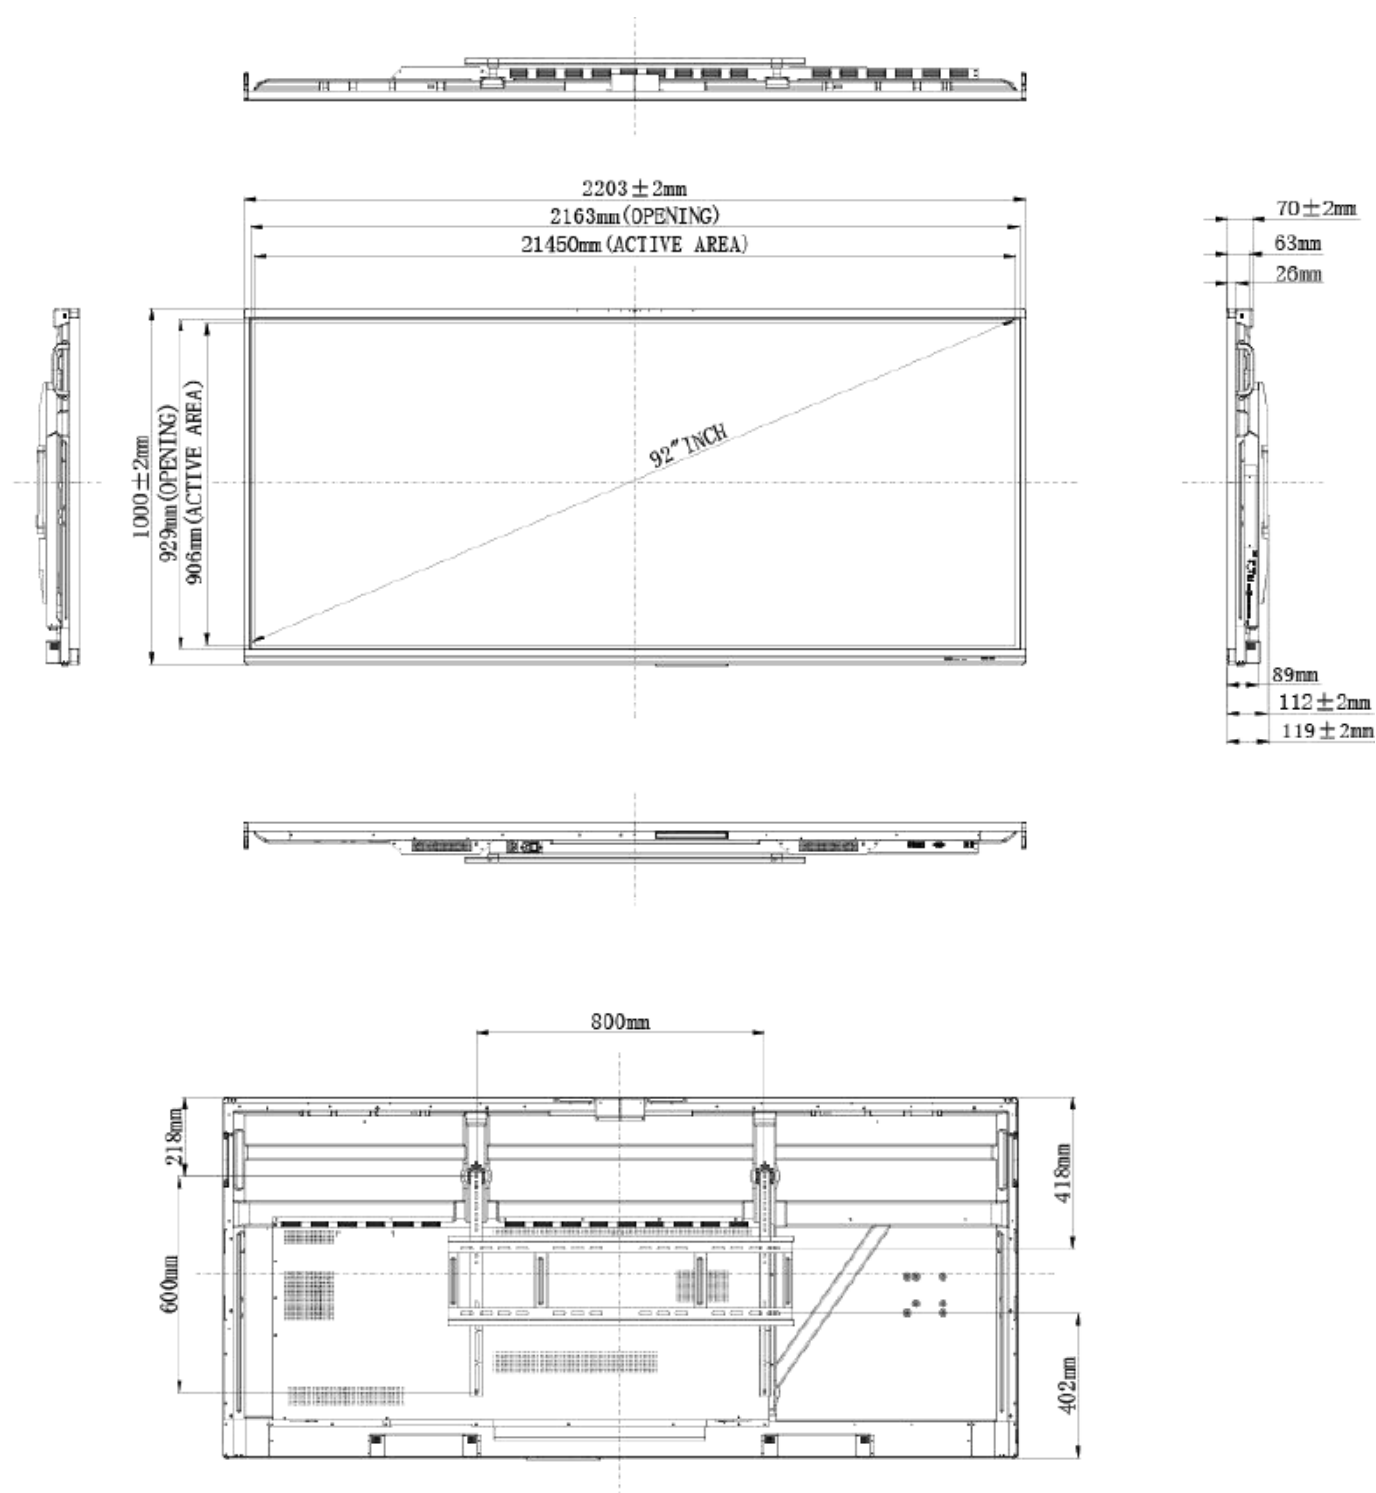 2203±2mm
2163mm(OPENING)
21450mm(ACTIVE AREA)
70±2mm
63mm
26mm
1000±2mm
929mm(OPENING)
906mm(ACTIVE AREA)
92"INCH
89mm
112±2mm
119±2mm
800mm
218mm
418mm
600mm
402mm